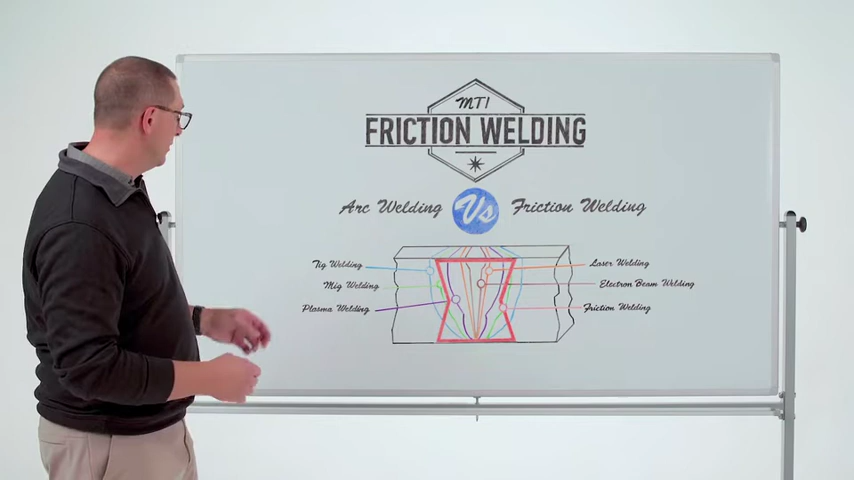 MTI
FRICTION WELDING
Arc Welding Vs Friction Welding
Tig Welding
Mig Welding
Plasma Welding
Laser Welding
Electron Beam Welding
Friction Welding